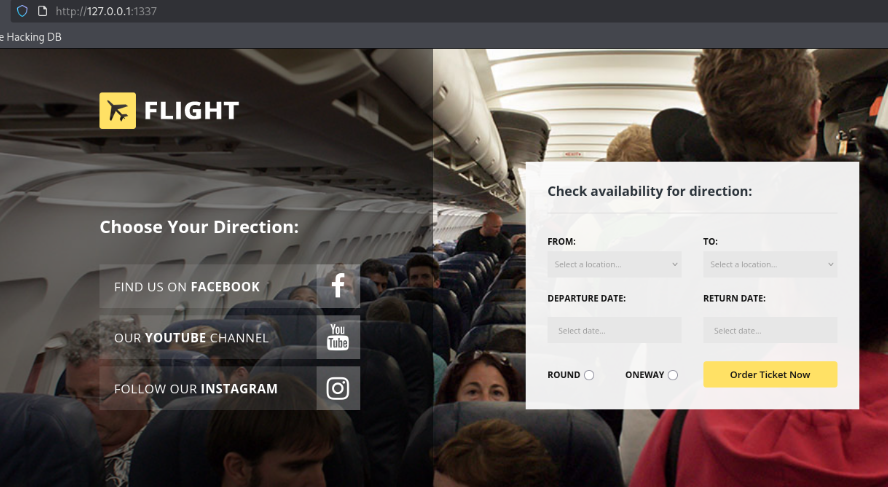 http://127.0.0.1:1337
e Hacking DB
FLIGHT
Choose Your Direction:
FIND US ON FACEBOOK
f
OUR YOUTUBE CHANNEL
You
Tube
FOLLOW OUR INSTAGRAM
Check availability for direction:
FROM: TO:
Select a location... Select a location...
DEPARTURE DATE: RETURN DATE:
Select date... Select date...
ROUND ONEWAY Order Ticket Now